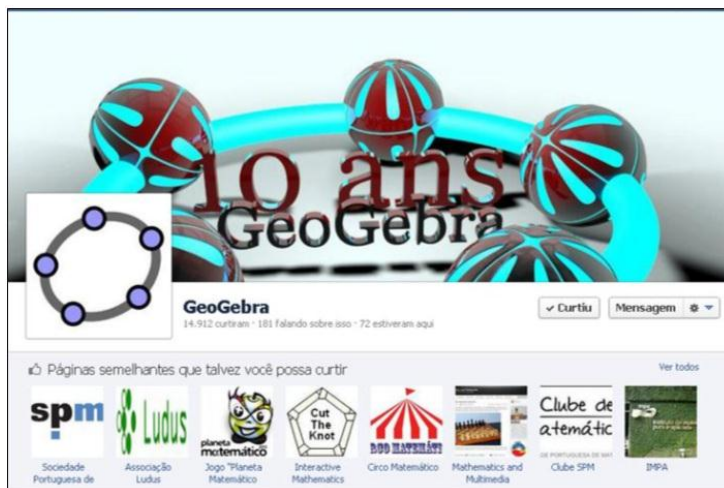 10 ans
GeoGebra
GeoGebra
14.912 curtiram · 181 falando sobre isso · 72 estiveram aqui
Curtiu
Mensagem
Páginas semelhantes que talvez você possa curtir
Ver todos
spm
Ludus
planeta
matemático
Cut
The
Knot
Clube de
atemátic
Sociedade
Portuguesa de
Associação
Ludus
Jogo "Planeta
Matemático
Interactive
Mathematics
Circo Matemático
Mathematics and
Multimedia
Clube SPM
IMPA